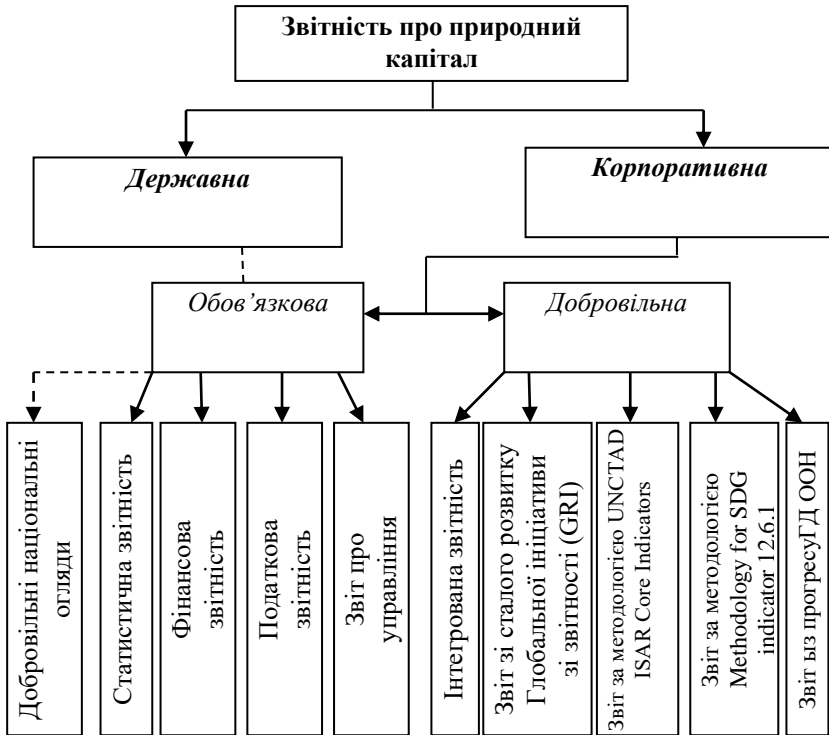 Звітність про природний
капітал
Державна
Корпоративна
Обов’язкова
Добровільна
Добровільні національні
огляди
Статистична звітність
Фінансова
звітність
Податкова
звітність
Звіт про
управління
Інтегрована звітність
Звіт зі сталого розвитку
Глобальної ініціативи
зі звітності (GRI)
Звіт за методологією UNCTAD
ISAR Core Indicators
Звіт за методологією
Methodology for SDG
indicator 12.6.1
Звіт ыз прогресуГД ООН